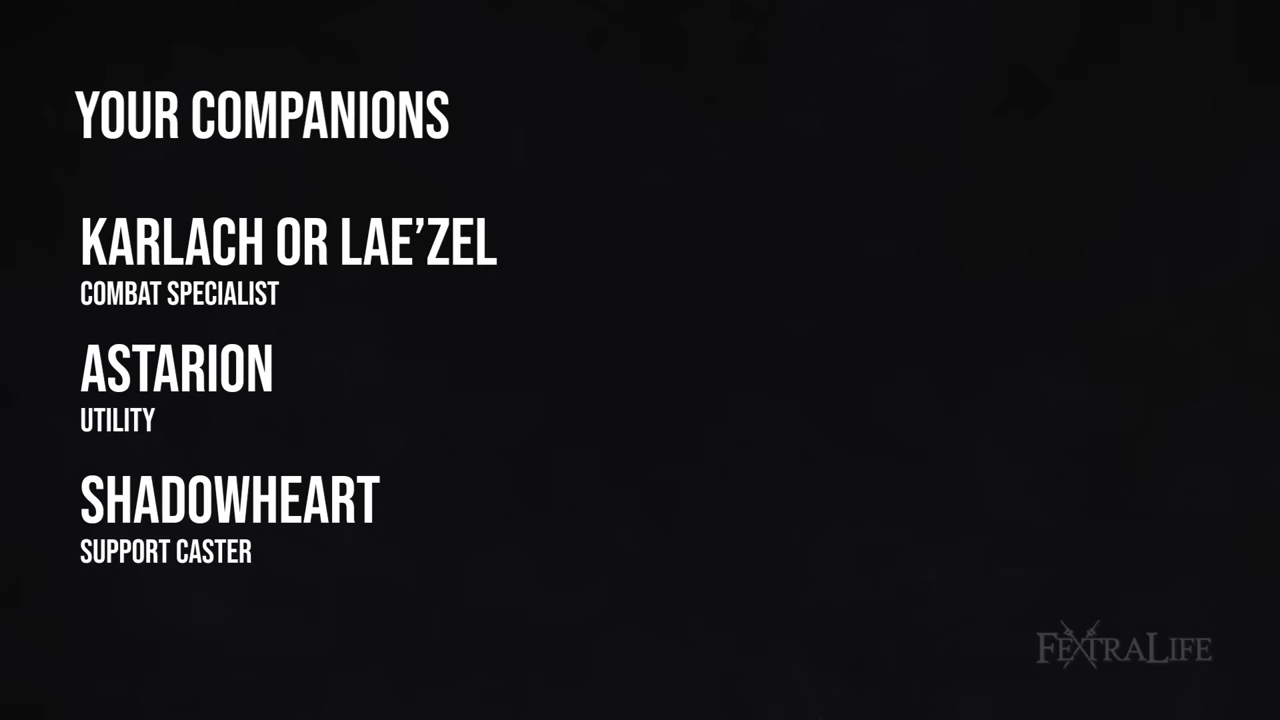 YOUR COMPANIONS
KARLACH OR LAE’ZEL
COMBAT SPECIALIST
ASTARION
UTILITY
SHADOWHEART
SUPPORT CASTER
FEXTRALIFE